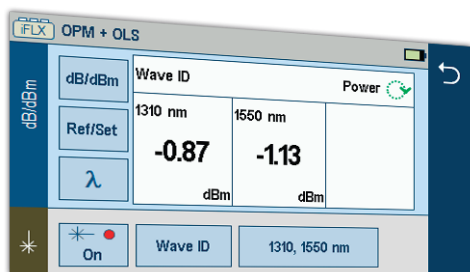 iFLX OPM + OLS
dB/dBm
dB/dBm
Ref/Set
λ
Wave ID
Power
1310 nm
-0.87
dBm
1550 nm
-1.13
dBm
On
Wave ID
1310, 1550 nm